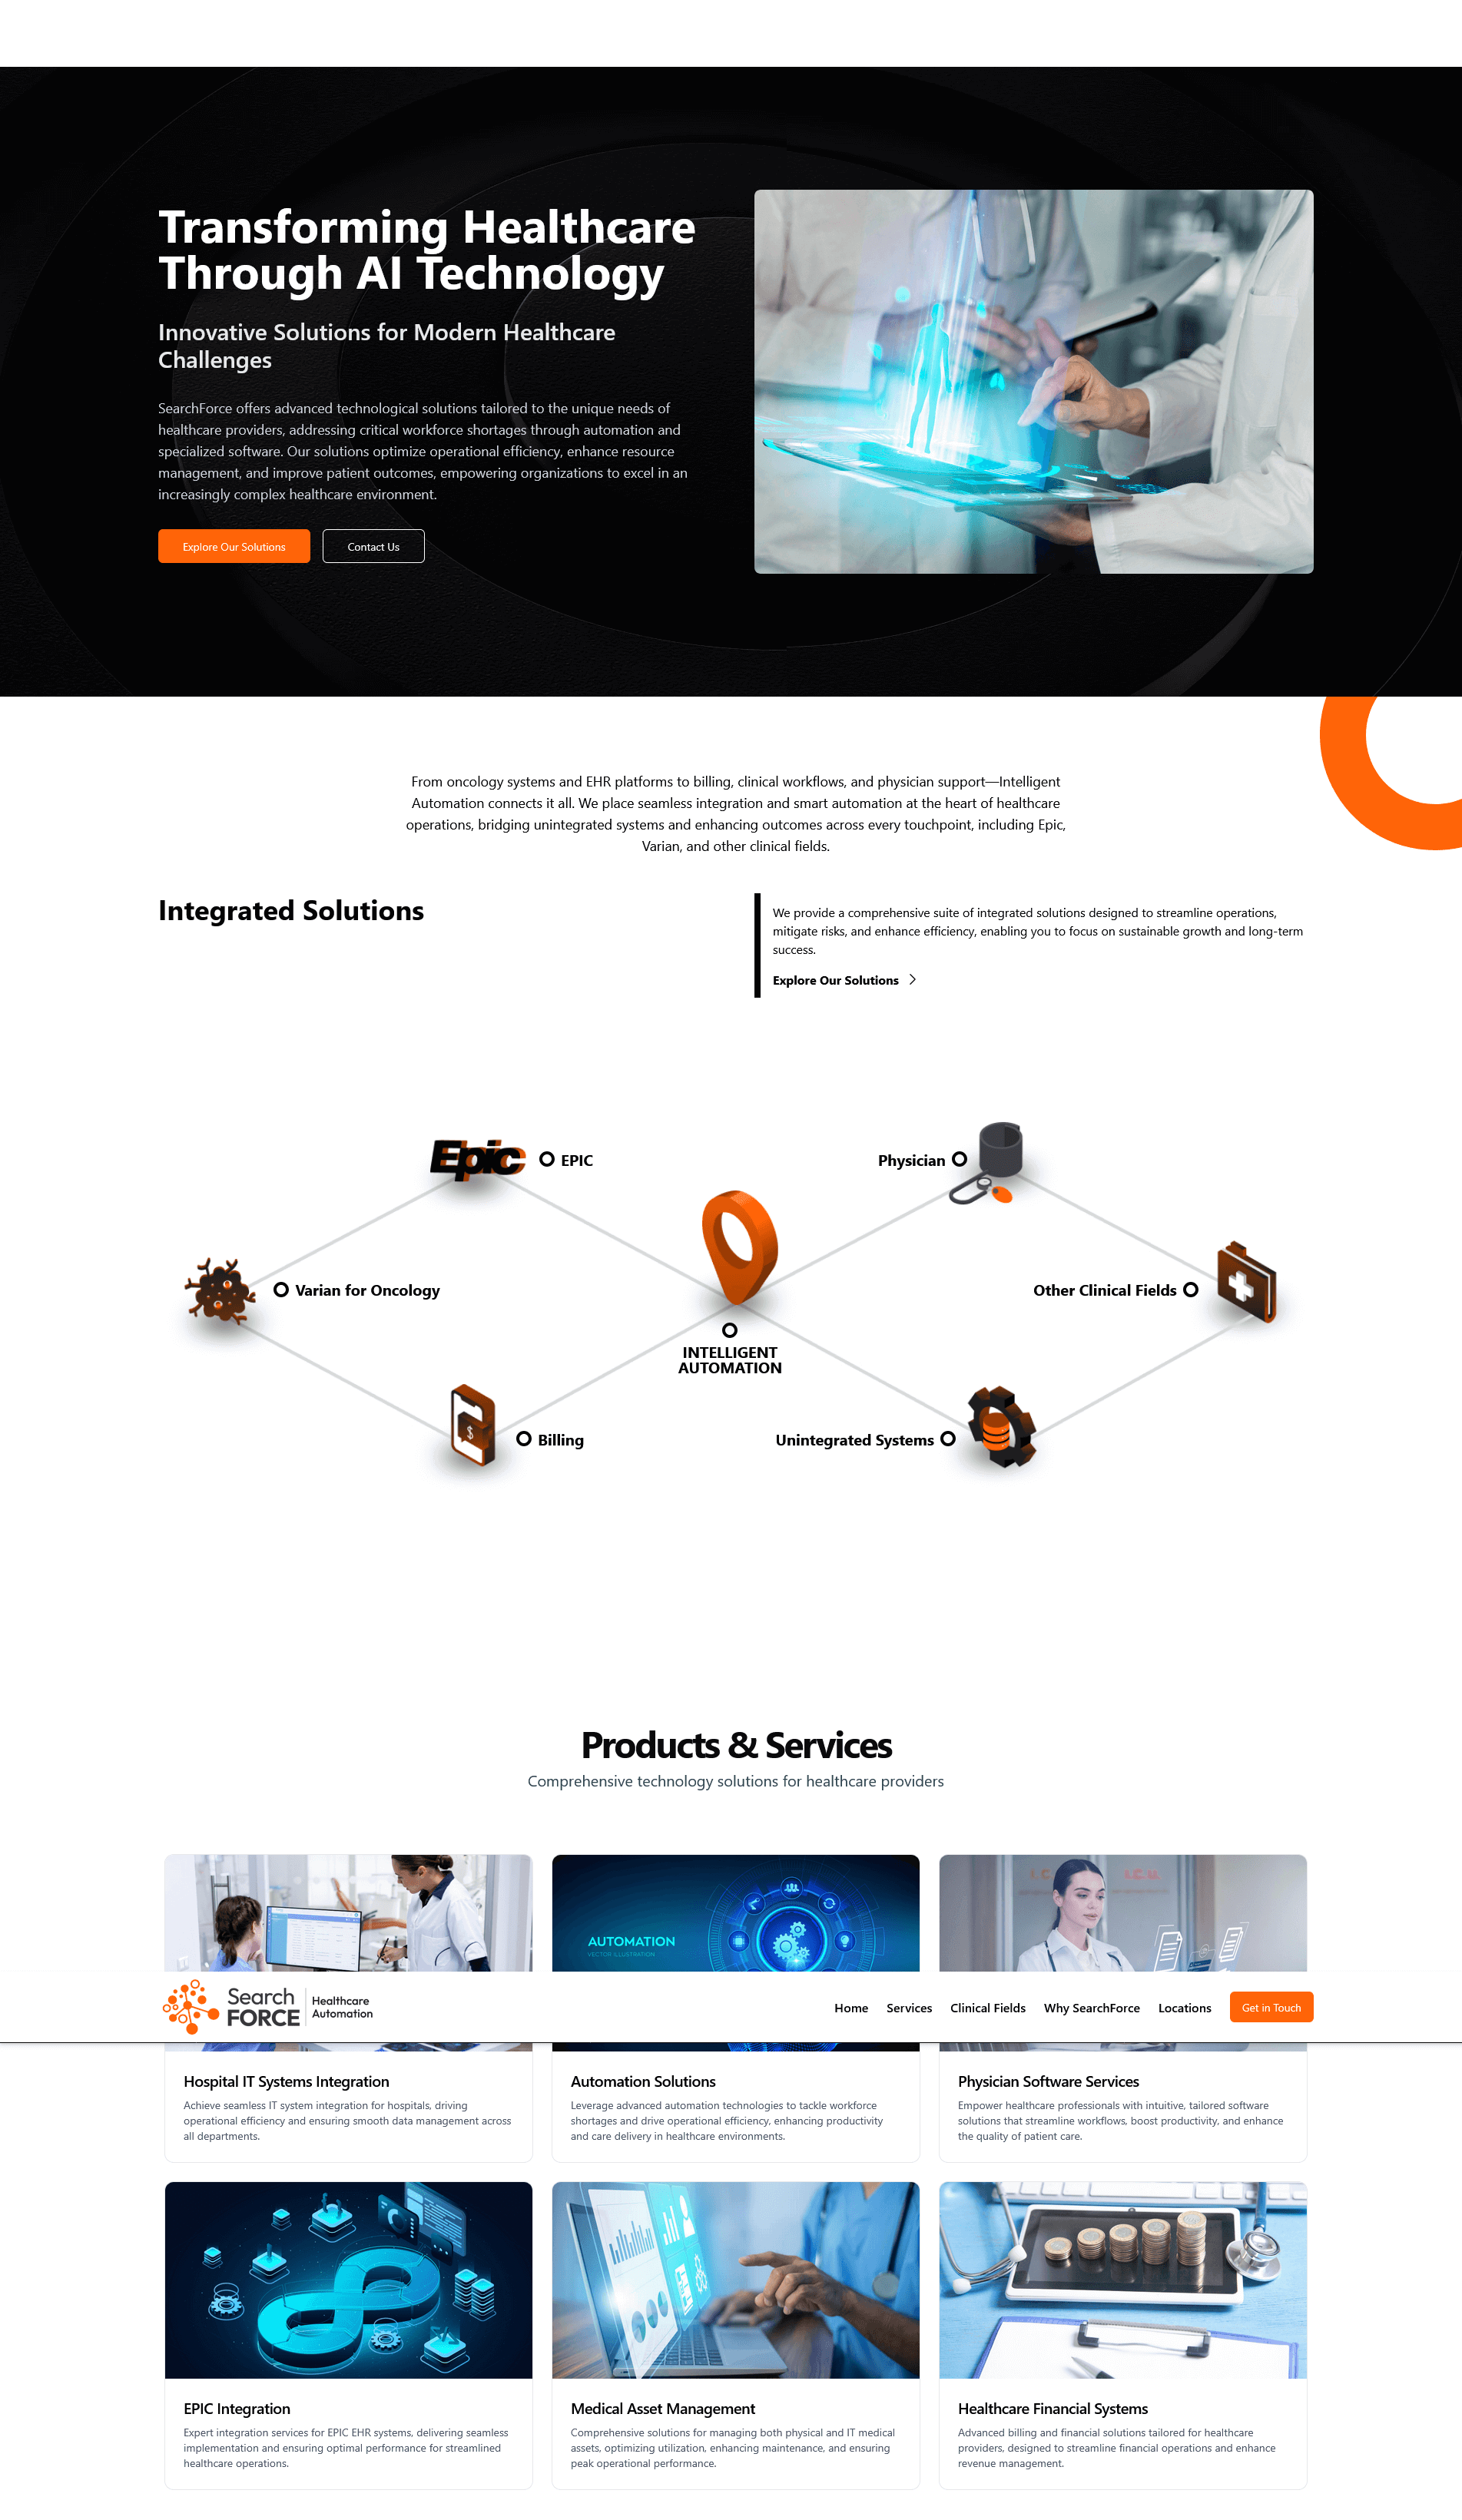 Transforming Healthcare
Through AI Technology
Innovative Solutions for Modern Healthcare
Challenges
SearchForce offers advanced technological solutions tailored to the unique needs of
healthcare providers, addressing critical workforce shortages through automation and
specialized software. Our solutions optimize operational efficiency, enhance resource
management, and improve patient outcomes, empowering organizations to excel in an
increasingly complex healthcare environment.
Explore Our Solutions
Contact Us
From oncology systems and EHR platforms to billing, clinical workflows, and physician support—Intelligent
Automation connects it all. We place seamless integration and smart automation at the heart of healthcare
operations, bridging unintegrated systems and enhancing outcomes across every touchpoint, including Epic,
Varian, and other clinical fields.
Integrated Solutions
We provide a comprehensive suite of integrated solutions designed to streamline operations,
mitigate risks, and enhance efficiency, enabling you to focus on sustainable growth and long-term
success.
Explore Our Solutions
Epic
EPIC
Physician
Varian for Oncology
Other Clinical Fields
INTELLIGENT
AUTOMATION
$
Billing
Unintegrated Systems
Products & Services
Comprehensive technology solutions for healthcare providers
AUTOMATION
VECTOR ILLUSTRATION
I.C.U.
I.C.U.
Search
FORCE
Healthcare
Automation
Home
Services
Clinical Fields
Why SearchForce
Locations
Get in Touch
Hospital IT Systems Integration
Achieve seamless IT system integration for hospitals, driving
operational efficiency and ensuring smooth data management across
all departments.
Automation Solutions
Leverage advanced automation technologies to tackle workforce
shortages and drive operational efficiency, enhancing productivity
and care delivery in healthcare environments.
Physician Software Services
Empower healthcare professionals with intuitive, tailored software
solutions that streamline workflows, boost productivity, and enhance
the quality of patient care.
EPIC Integration
Expert integration services for EPIC EHR systems, delivering seamless
implementation and ensuring optimal performance for streamlined
healthcare operations.
Medical Asset Management
Comprehensive solutions for managing both physical and IT medical
assets, optimizing utilization, enhancing maintenance, and ensuring
peak operational performance.
Healthcare Financial Systems
Advanced billing and financial solutions tailored for healthcare
providers, designed to streamline financial operations and enhance
revenue management.